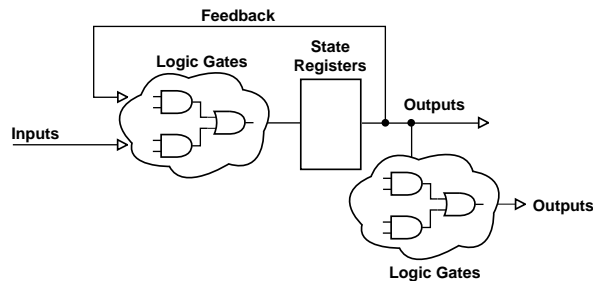 Feedback
State
Registers
Logic Gates
Outputs
Inputs
Outputs
Logic Gates